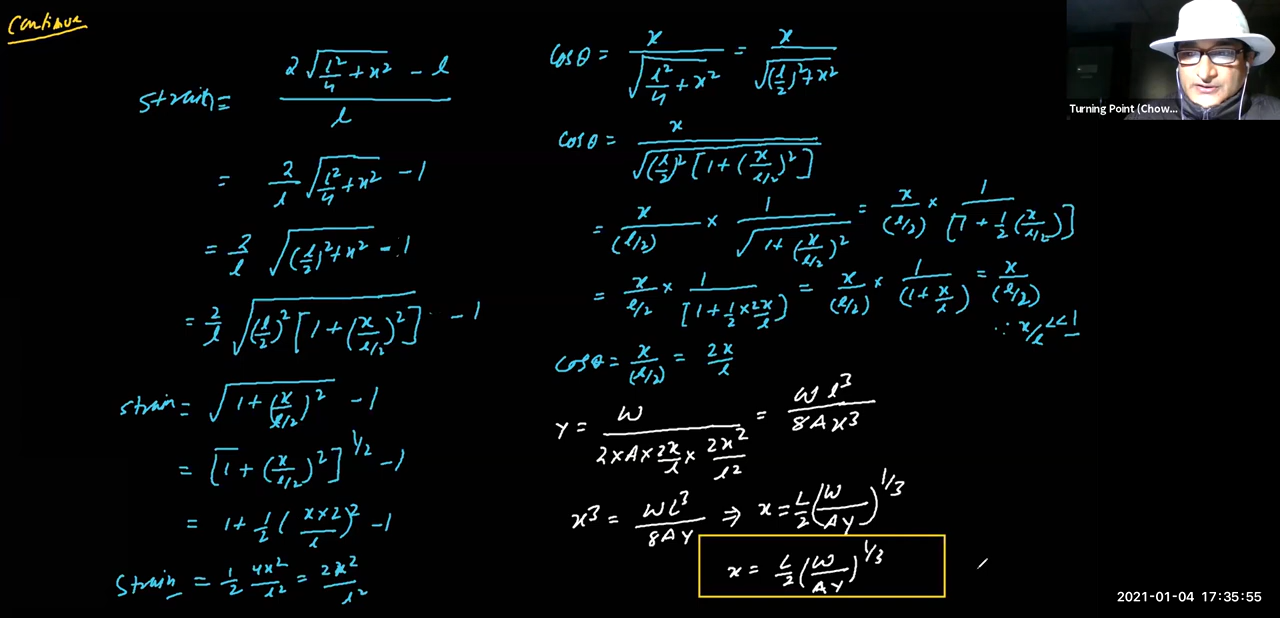 Continue
strain = (2√(l²/4 + x²) - l) / l
= 2/l √(l²/4 + x²) - 1
= 2/l √((l/2)² + x²) - 1
= 2/l √((l/2)² [1 + (x/(l/2))²]) - 1
strain = √(1 + (x/(l/2))²) - 1
= [1 + (x/(l/2))²]^1/2 - 1
= 1 + 1/2 (x×2/l)² - 1
Strain = 1/2 4x²/l² = 2x²/l²
cosθ = x/√(l²/4 + x²) = x/√((l/2)² + x²)
cosθ = x/√((l/2)² [1 + (x/(l/2))²])
= x/(l/2) × 1/√(1 + (x/(l/2))²) = x/(l/2) × 1/[1 + 1/2 (x/(l/2))]
= x/(l/2) × 1/[1 + 1/2 × 2x/l] = x/(l/2) × 1/(1 + x/l) = x/(l/2)
∵ x/l << 1
cosθ = x/(l/2) = 2x/l
Y = W/(2×A×2x/l × 2x²/l²) = Wl³/8Ax³
x³ = WL³/8AY ⇒ x = L/2 (W/AY)^1/3
x = L/2 (W/AY)^1/3
Turning Point (Chow...
2021-01-04 17:35:55